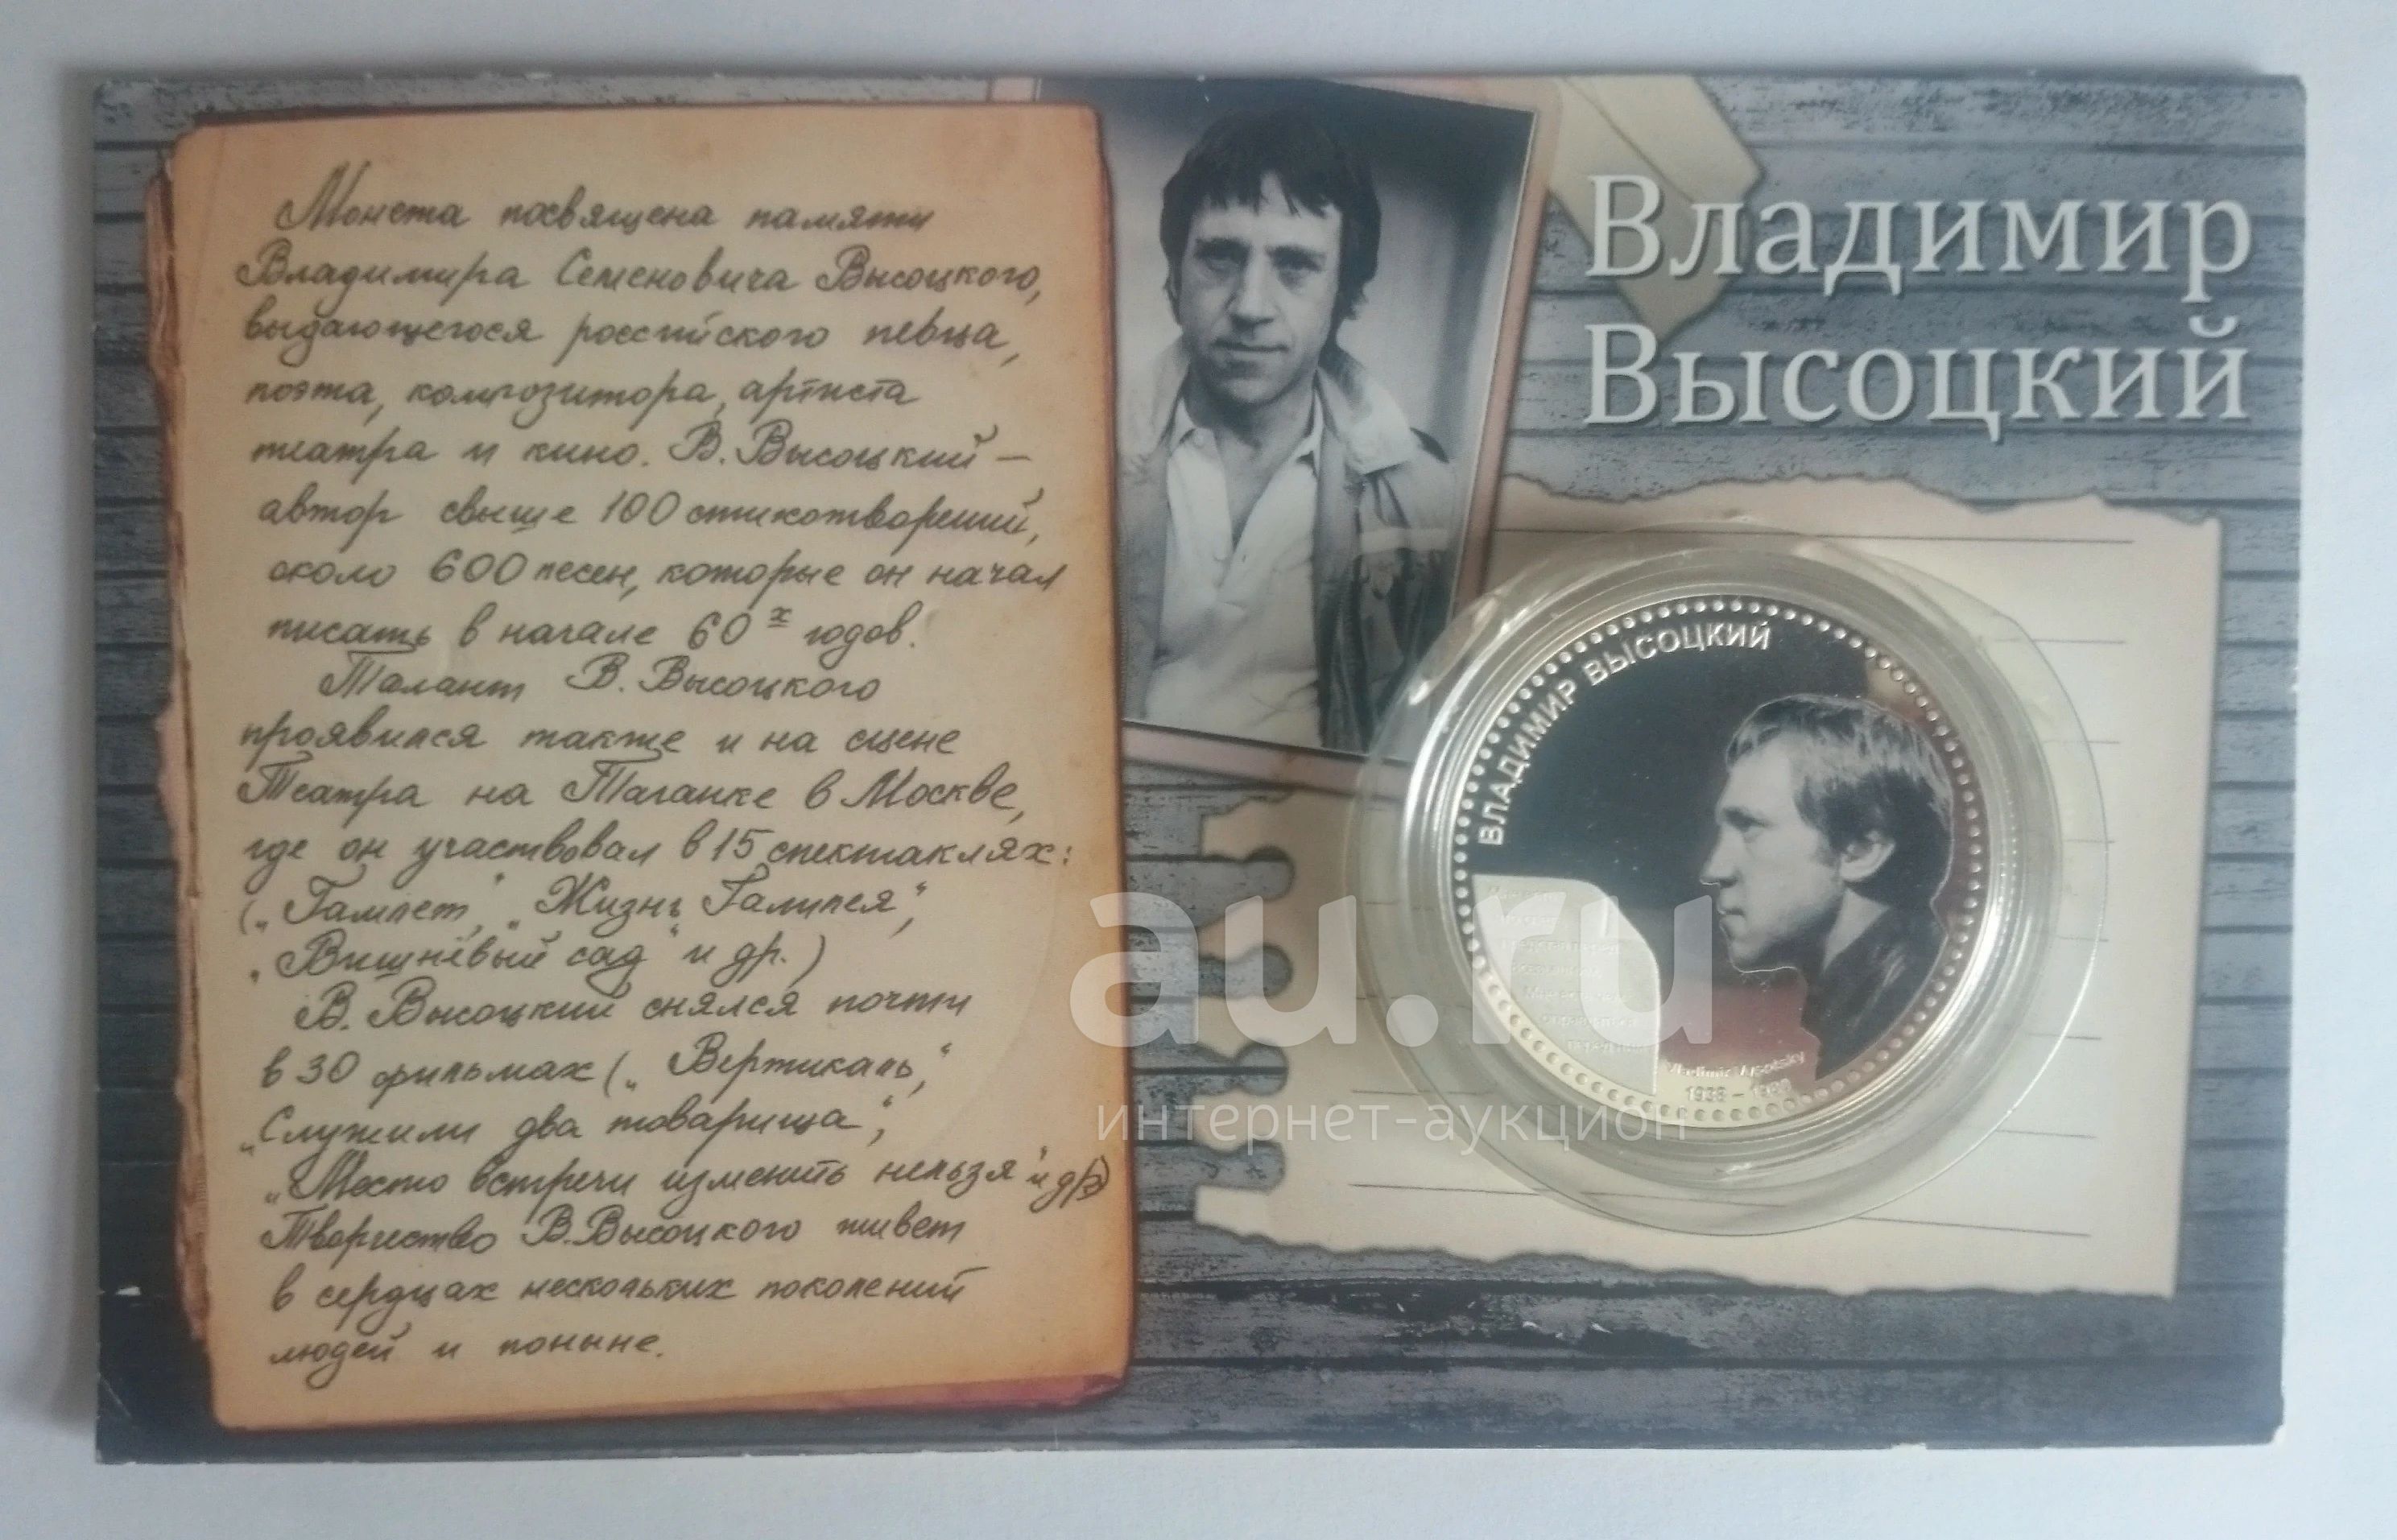 Монета посвящена памяти
Владимира Семеновича Высоцкого,
выдающегося российского певца,
поэта, композитора, артиста
театра и кино. В. Высоцкий –
автор свыше 100 стихотворений,
около 600 песен, которые он начал
писать в начале 60х годов.
Талант В. Высоцкого
проявился также и на сцене
Театра на Таганке в Москве,
где он участвовал в 15 спектаклях:
(„Гамлет“, „Жизнь Галилея“,
„Вишнёвый сад“ и др.)
В. Высоцкий снялся почти
в 30 фильмах („Вертикаль“,
„Служили два товарища“,
„Место встречи изменить нельзя“ и др)
Творчество В. Высоцкого живет
в сердцах нескольких поколений
людей и поныне.
Владимир
Высоцкий
ВЛАДИМИР ВЫСОЦКИЙ
Vladimir Vysotsky
1938 – 1980
au.ru
интернет-аукцион